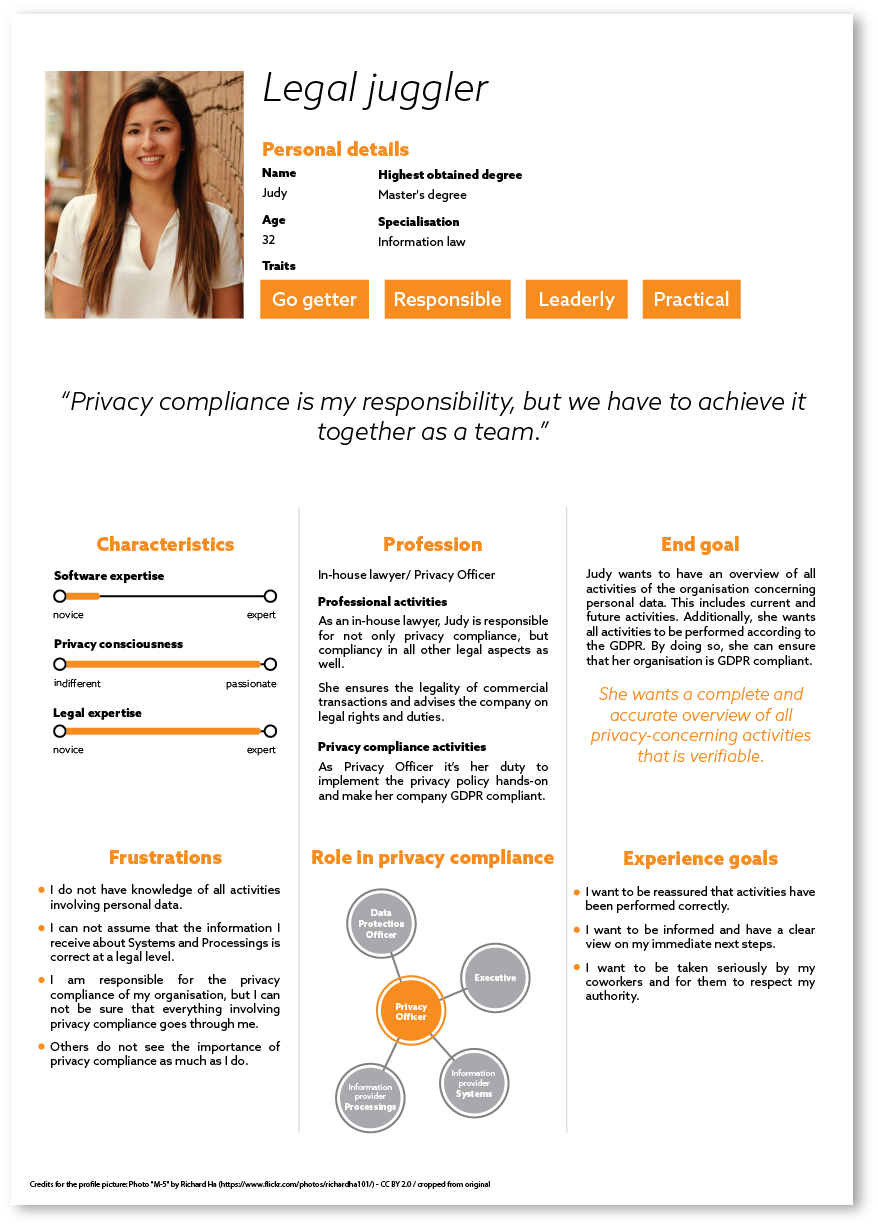 Legal juggler
Personal details
Name
Judy
Highest obtained degree
Master's degree
Age
32
Specialisation
Information law
Traits
Go getter
Responsible
Leaderly
Practical
“Privacy compliance is my responsibility, but we have to achieve it
together as a team.”
Characteristics
Software expertise
novice expert
Privacy consciousness
indifferent passionate
Legal expertise
novice expert
Profession
In-house lawyer/ Privacy Officer
Professional activities
As an in-house lawyer, Judy is responsible
for not only privacy compliance, but
compliancy in all other legal aspects as
well.
She ensures the legality of commercial
transactions and advises the company on
legal rights and duties.
Privacy compliance activities
As Privacy Officer it’s her duty to
implement the privacy policy hands-on
and make her company GDPR compliant.
End goal
Judy wants to have an overview of all
activities of the organisation concerning
personal data. This includes current and
future activities. Additionally, she wants
all activities to be performed according to
the GDPR. By doing so, she can ensure
that her organisation is GDPR compliant.
She wants a complete and
accurate overview of all
privacy-concerning activities
that is verifiable.
Frustrations
I do not have knowledge of all activities
involving personal data.
I can not assume that the information I
receive about Systems and Processings is
correct at a legal level.
I am responsible for the privacy
compliance of my organisation, but I can
not be sure that everything involving
privacy compliance goes through me.
Others do not see the importance of
privacy compliance as much as I do.
Role in privacy compliance
Data
Protection
Officer
Executive
Privacy
Officer
Information
provider
Systems
Information
provider
Processings
Experience goals
I want to be reassured that activities have
been performed correctly.
I want to be informed and have a clear
view on my immediate next steps.
I want to be taken seriously by my
coworkers and for them to respect my
authority.
Credits for the profile picture: Photo "M-5" by Richard Ha (https://www.flickr.com/photos/richardha101/) – CC BY 2.0 / cropped from original